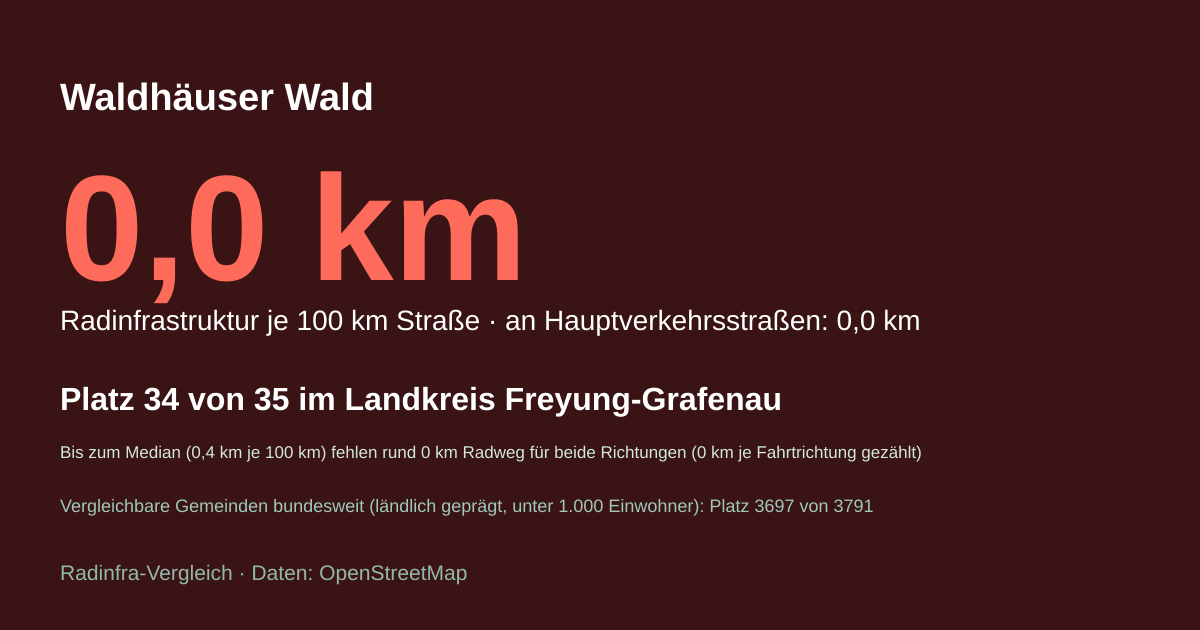 Waldhäuser Wald
0,0 km
Radinfrastruktur je 100 km Straße · an Hauptverkehrsstraßen: 0,0 km
Platz 34 von 35 im Landkreis Freyung-Grafenau
Bis zum Median (0,4 km je 100 km) fehlen rund 0 km Radweg für beide Richtungen (0 km je Fahrtrichtung gezählt)
Vergleichbare Gemeinden bundesweit (ländlich geprägt, unter 1.000 Einwohner): Platz 3697 von 3791
Radinfra-Vergleich · Daten: OpenStreetMap